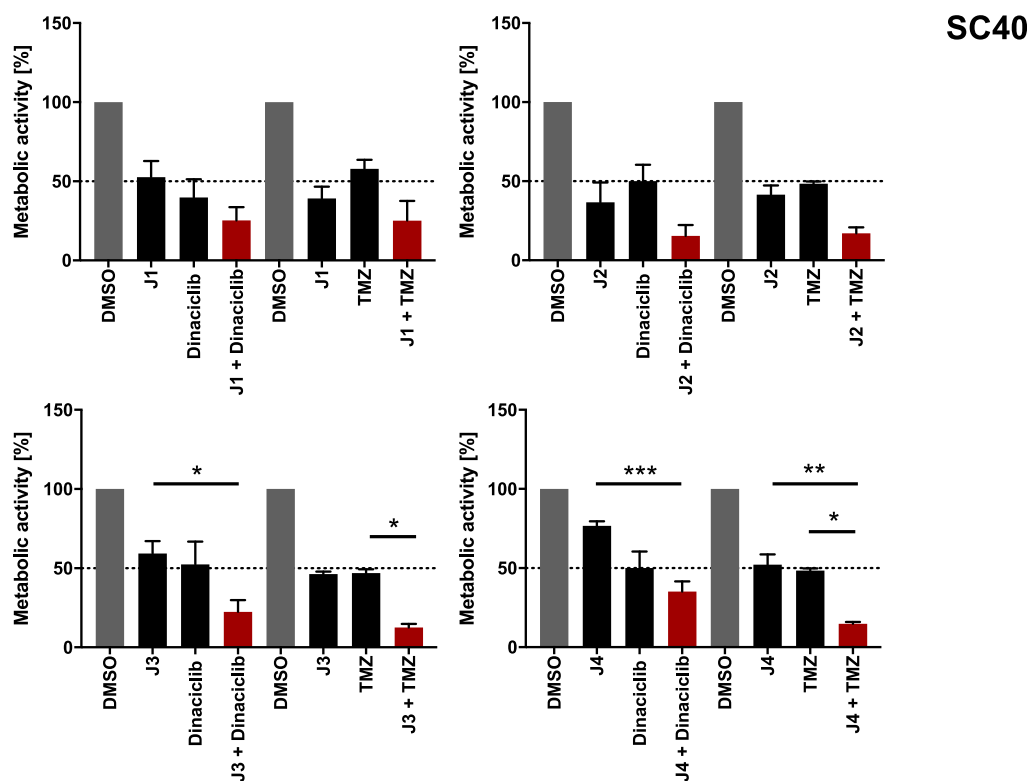 SC40
Metabolic activity [%]
150
100
50
0
DMSO
J1
Dinaciclib
J1 + Dinaciclib
DMSO
J1
TMZ
J1 + TMZ
Metabolic activity [%]
150
100
50
0
DMSO
J2
Dinaciclib
J2 + Dinaciclib
DMSO
J2
TMZ
J2 + TMZ
Metabolic activity [%]
150
100
50
0
*
*
DMSO
J3
Dinaciclib
J3 + Dinaciclib
DMSO
J3
TMZ
J3 + TMZ
Metabolic activity [%]
150
100
50
0
***
**
*
DMSO
J4
Dinaciclib
J4 + Dinaciclib
DMSO
J4
TMZ
J4 + TMZ